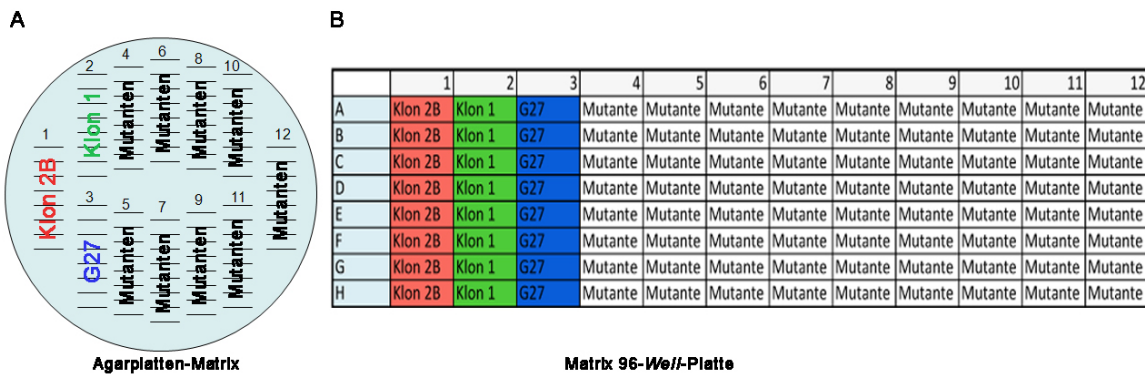 A
6
4
8
2
10
Klon 1
Mutanten
Mutanten
Mutanten
Mutanten
1
12
Klon 2B
Mutanten
3
5
7
9
11
G27
Mutanten
Mutanten
Mutanten
Mutanten
Agarplatten-Matrix
B
1 2 3 4 5 6 7 8 9 10 11 12
A Klon 2B Klon 1 G27 Mutante Mutante Mutante Mutante Mutante Mutante Mutante Mutante Mutante
B Klon 2B Klon 1 G27 Mutante Mutante Mutante Mutante Mutante Mutante Mutante Mutante Mutante
C Klon 2B Klon 1 G27 Mutante Mutante Mutante Mutante Mutante Mutante Mutante Mutante Mutante
D Klon 2B Klon 1 G27 Mutante Mutante Mutante Mutante Mutante Mutante Mutante Mutante Mutante
E Klon 2B Klon 1 G27 Mutante Mutante Mutante Mutante Mutante Mutante Mutante Mutante Mutante
F Klon 2B Klon 1 G27 Mutante Mutante Mutante Mutante Mutante Mutante Mutante Mutante Mutante
G Klon 2B Klon 1 G27 Mutante Mutante Mutante Mutante Mutante Mutante Mutante Mutante Mutante
H Klon 2B Klon 1 G27 Mutante Mutante Mutante Mutante Mutante Mutante Mutante Mutante Mutante
Matrix 96-Well-Platte